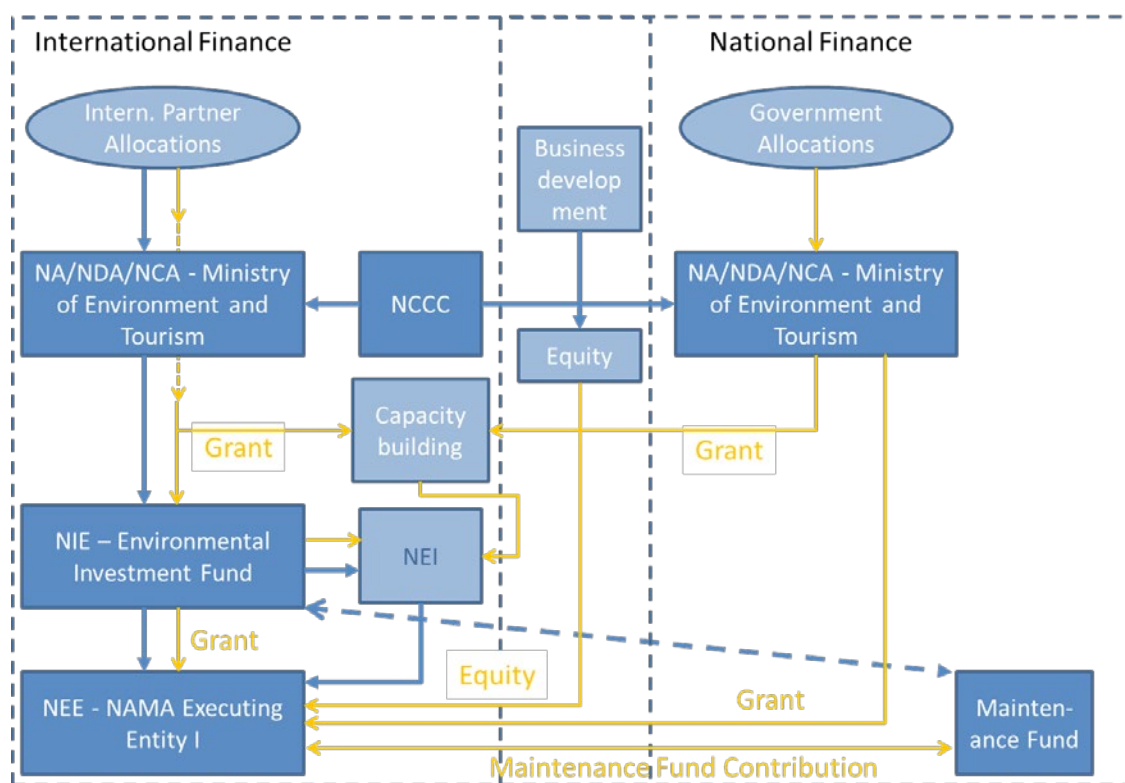 International Finance
National Finance
Intern. Partner
Allocations
Government
Allocations
Business
develop
ment
NA/NDA/NCA - Ministry
of Environment and
Tourism
NCCC
NA/NDA/NCA - Ministry
of Environment and
Tourism
Equity
Capacity
building
Grant
Grant
NIE – Environmental
Investment Fund
NEI
Grant
Equity
Grant
NEE - NAMA Executing
Entity I
Mainten-
ance Fund
Maintenance Fund Contribution